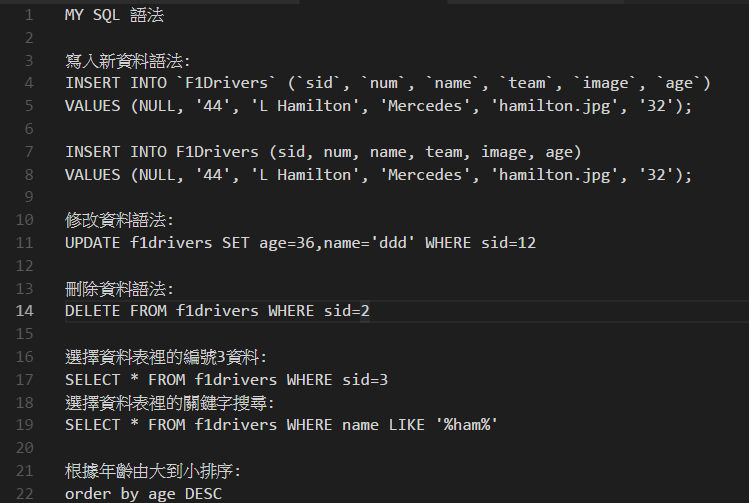 1 MY SQL 語法
2
3 寫入新資料語法:
4 INSERT INTO `F1Drivers` (`sid`, `num`, `name`, `team`, `image`, `age`)
5 VALUES (NULL, '44', 'L Hamilton', 'Mercedes', 'hamilton.jpg', '32');
6
7 INSERT INTO F1Drivers (sid, num, name, team, image, age)
8 VALUES (NULL, '44', 'L Hamilton', 'Mercedes', 'hamilton.jpg', '32');
9
10 修改資料語法:
11 UPDATE f1drivers SET age=36,name='ddd' WHERE sid=12
12
13 刪除資料語法:
14 DELETE FROM f1drivers WHERE sid=2
15
16 選擇資料表裡的編號3資料:
17 SELECT * FROM f1drivers WHERE sid=3
18 選擇資料表裡的關鍵字搜尋:
19 SELECT * FROM f1drivers WHERE name LIKE '%ham%'
20
21 根據年齡由大到小排序:
22 order by age DESC